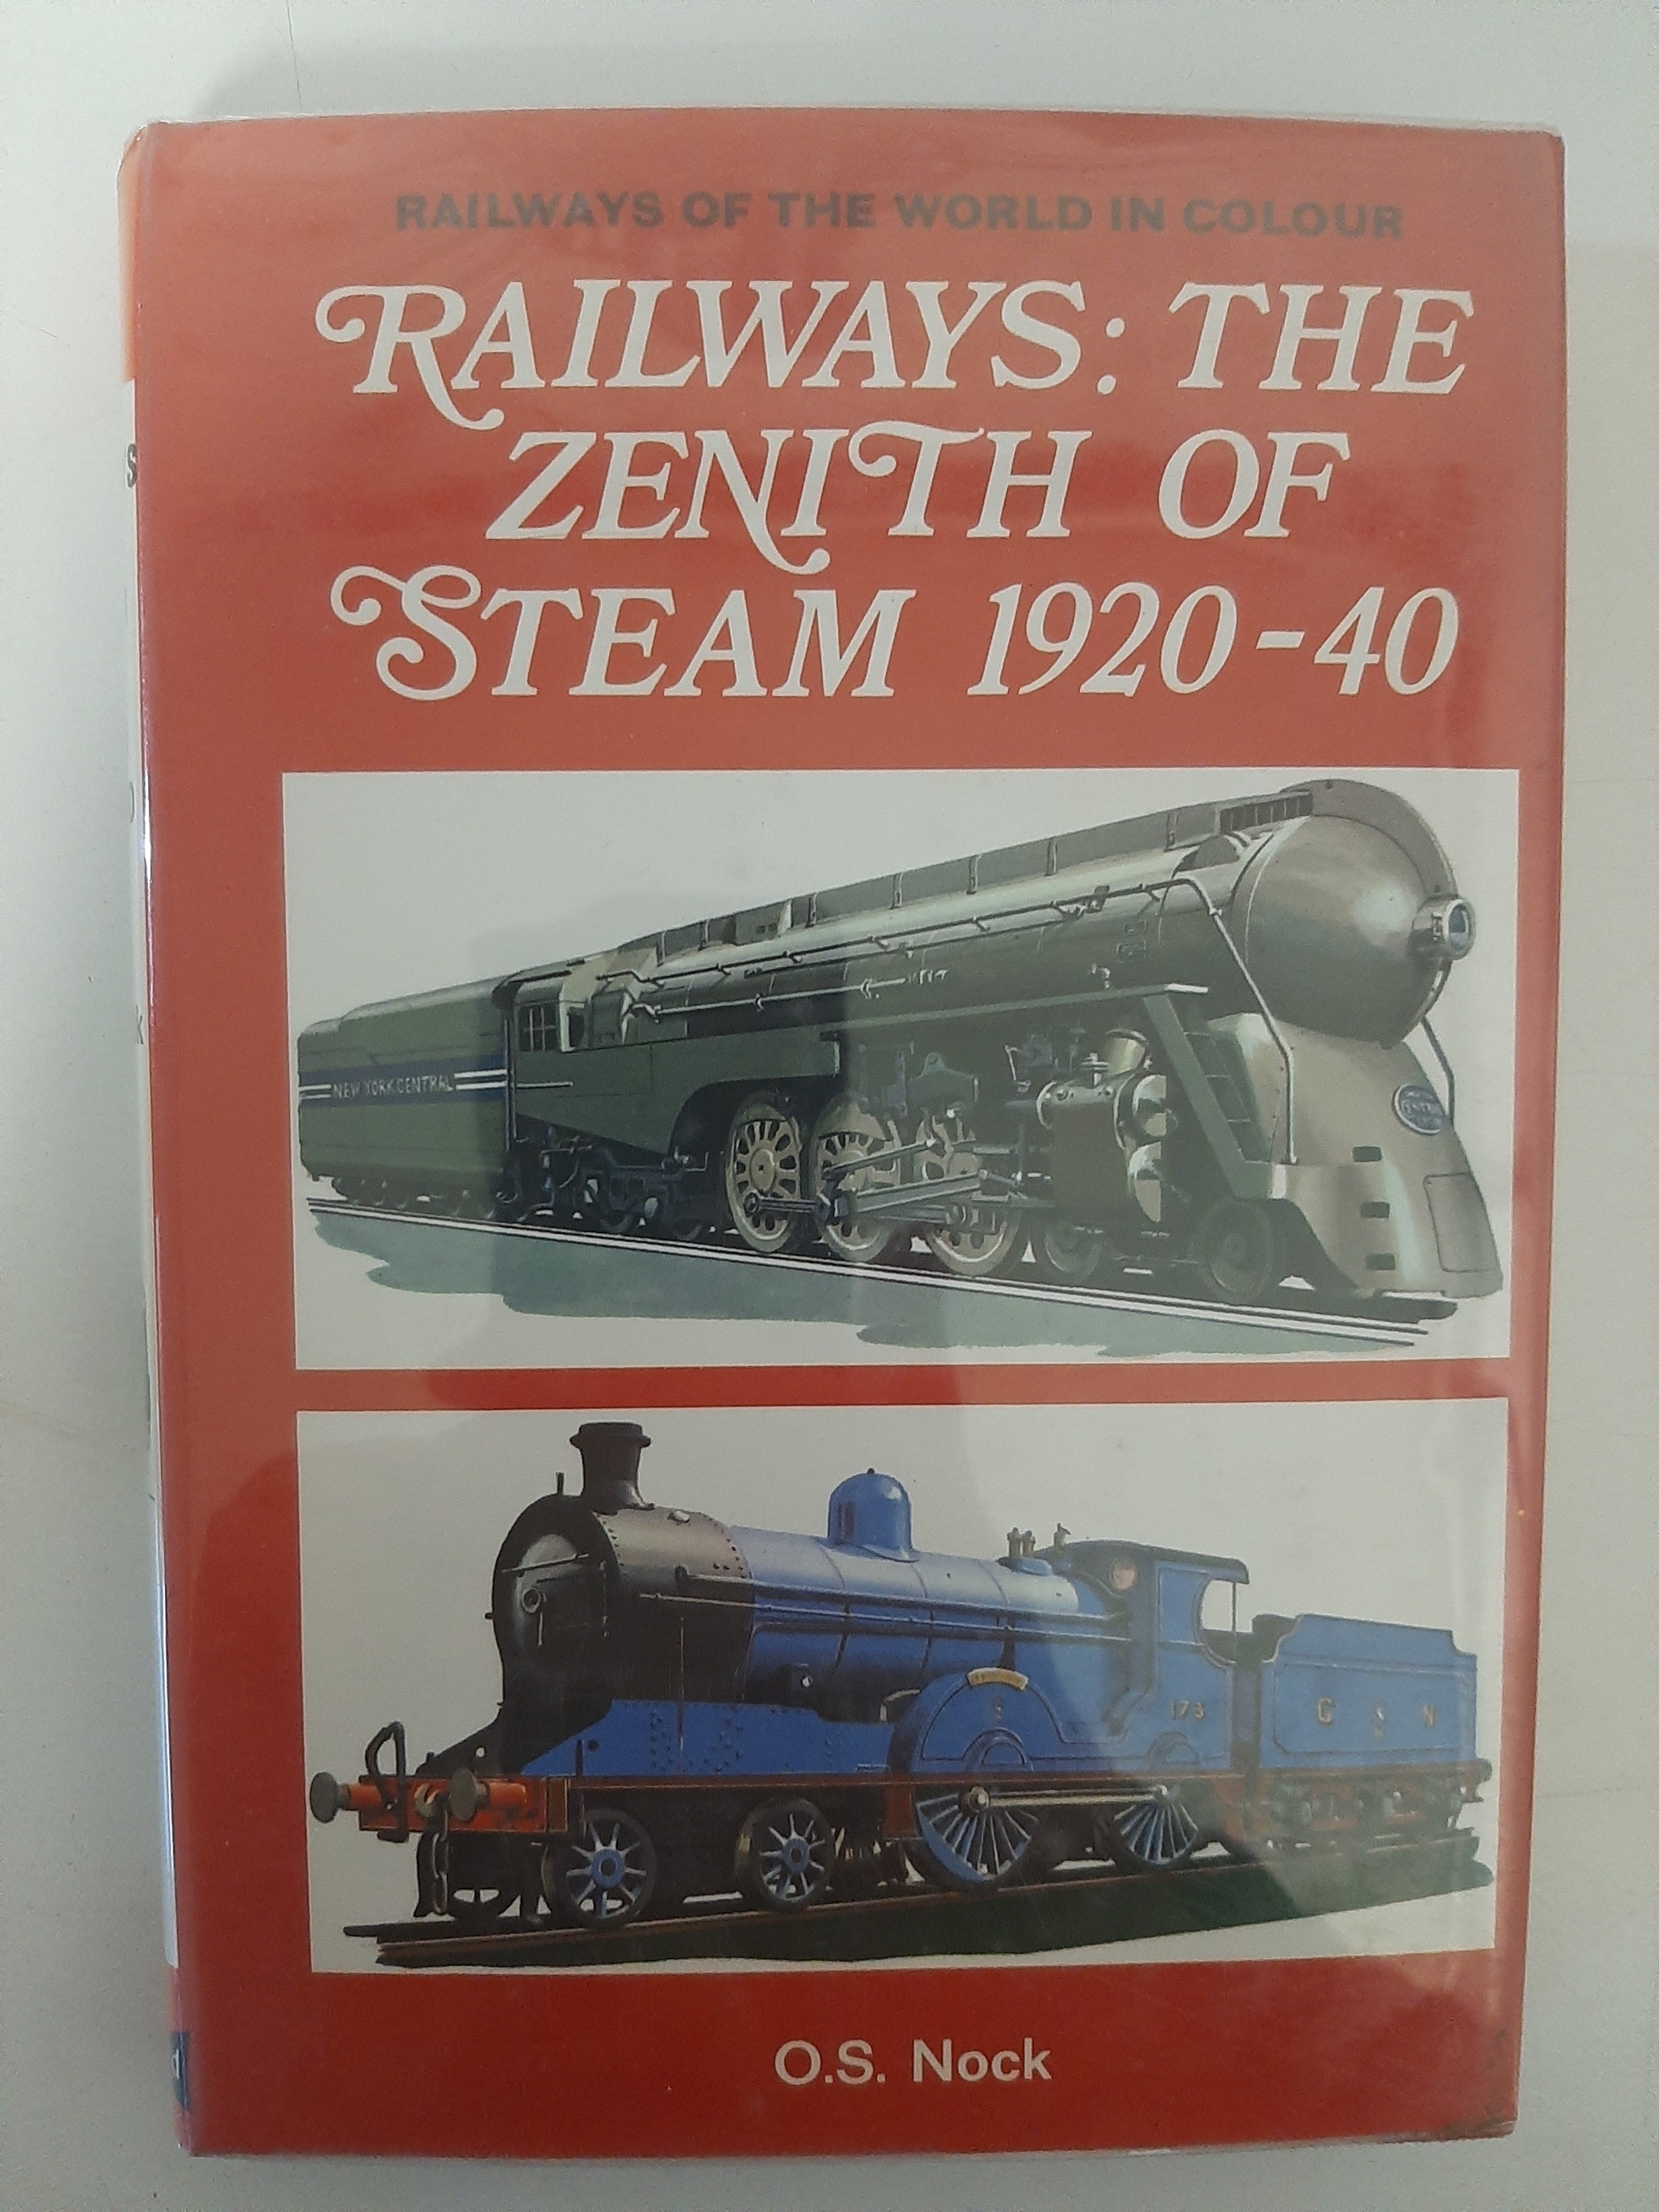 RAILWAYS OF THE WORLD IN COLOUR
RAILWAYS: THE
ZENITH OF
STEAM 1920-40
NEW YORK CENTRAL
173
G S N
O.S. Nock
S
K